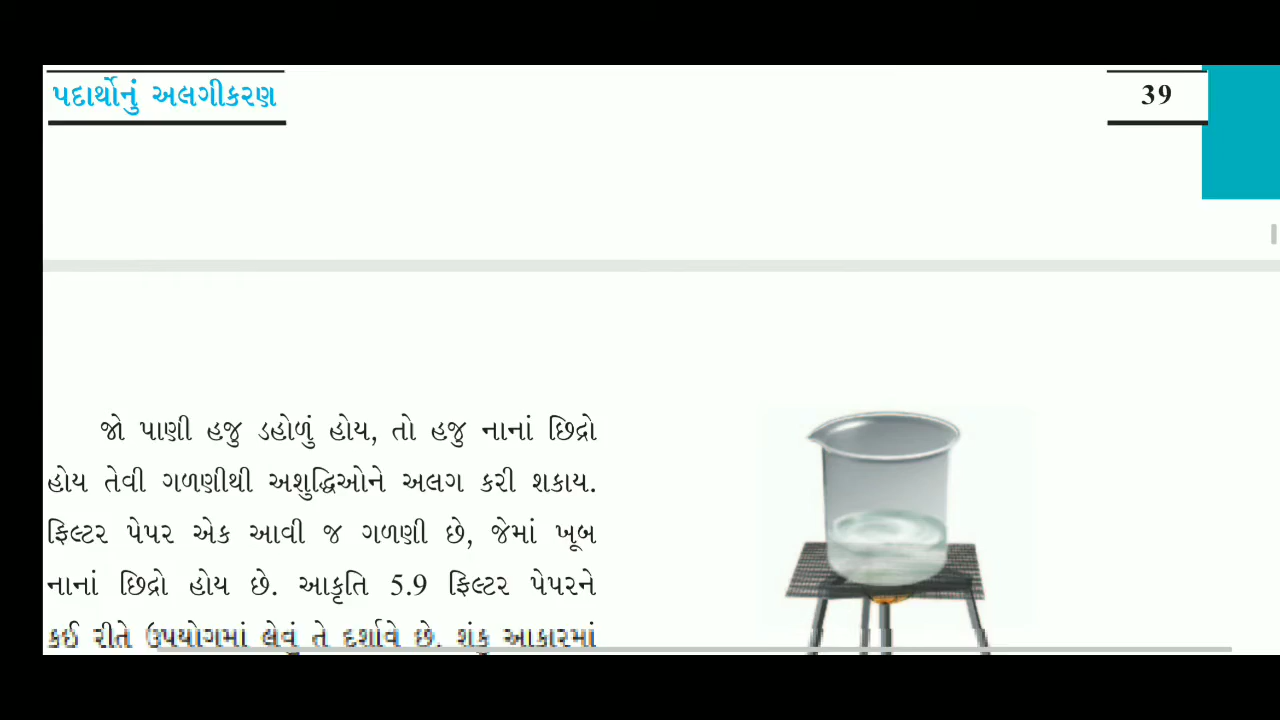 પદાર્થોનું અલગીકરણ
39
જો પાણી હજુ ડહોળું હોય, તો હજુ નાનાં છિદ્રો
હોય તેવી ગળણીથી અશુદ્ધિઓને અલગ કરી શકાય.
ફિલ્ટર પેપર એક આવી જ ગળણી છે, જેમાં ખૂબ
નાનાં છિદ્રો હોય છે. આકૃતિ 5.9 ફિલ્ટર પેપરને
કઈ રીતે ઉપયોગમાં લેવું તે દર્શાવે છે. શંકુ આકારમાં